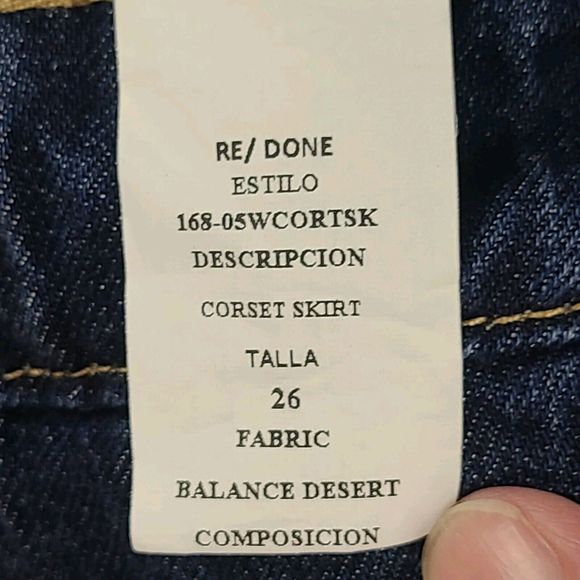 RE/ DONE
ESTILO
168-05WCORTSK
DESCRIPCION
CORSET SKIRT
TALLA
26
FABRIC
BALANCE DESERT
COMPOSICION